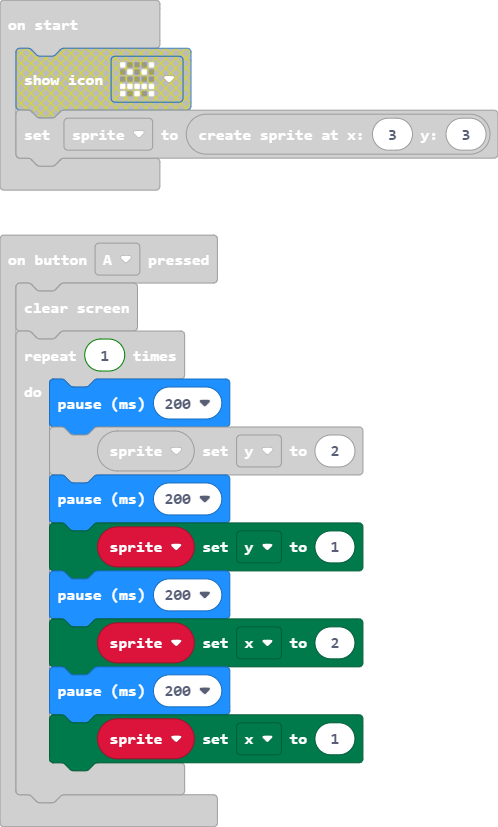 on start
show icon
set sprite to create sprite at x: 3 y: 3
on button A pressed
clear screen
repeat 1 times
do
pause (ms) 200
sprite set y to 2
pause (ms) 200
sprite set y to 1
pause (ms) 200
sprite set x to 2
pause (ms) 200
sprite set x to 1